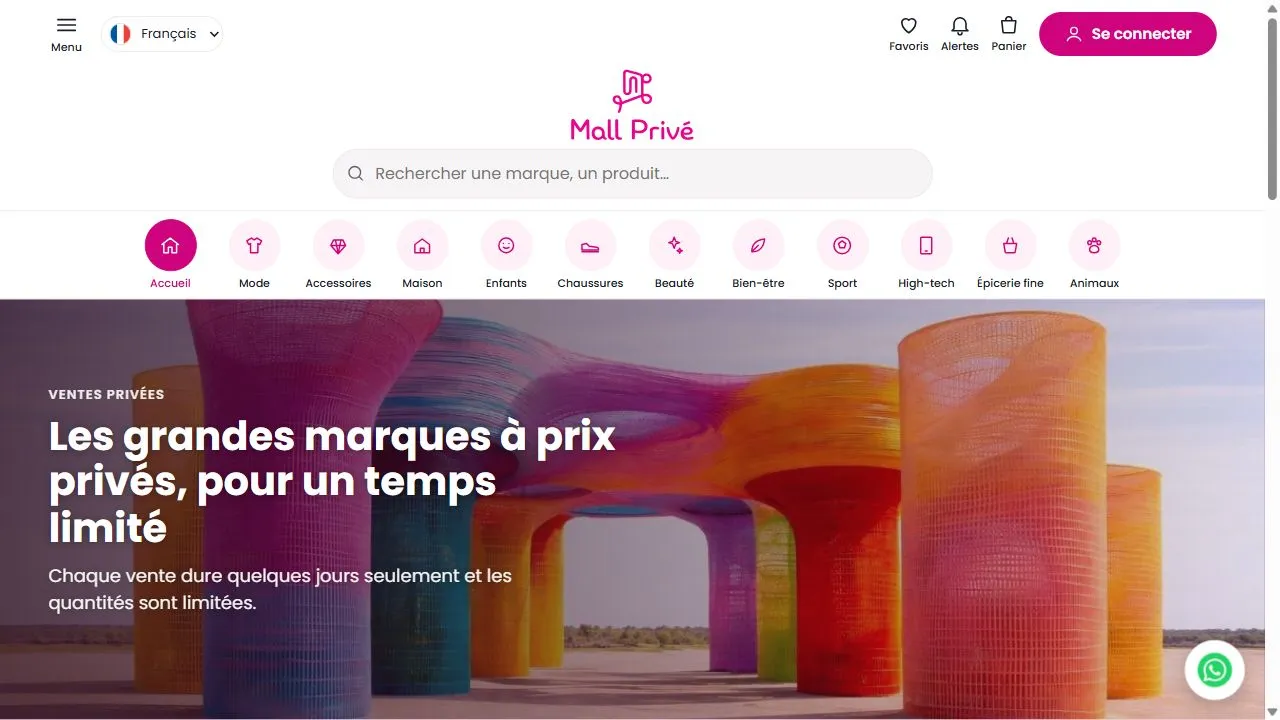 Menu
Français
Favoris
Alertes
Panier
Se connecter
Mall Privé
Rechercher une marque, un produit...
Accueil
Mode
Accessoires
Maison
Enfants
Chaussures
Beauté
Bien-être
Sport
High-tech
Épicerie fine
Animaux
VENTES PRIVÉES
Les grandes marques à prix
privés, pour un temps
limité
Chaque vente dure quelques jours seulement et les
quantités sont limitées.